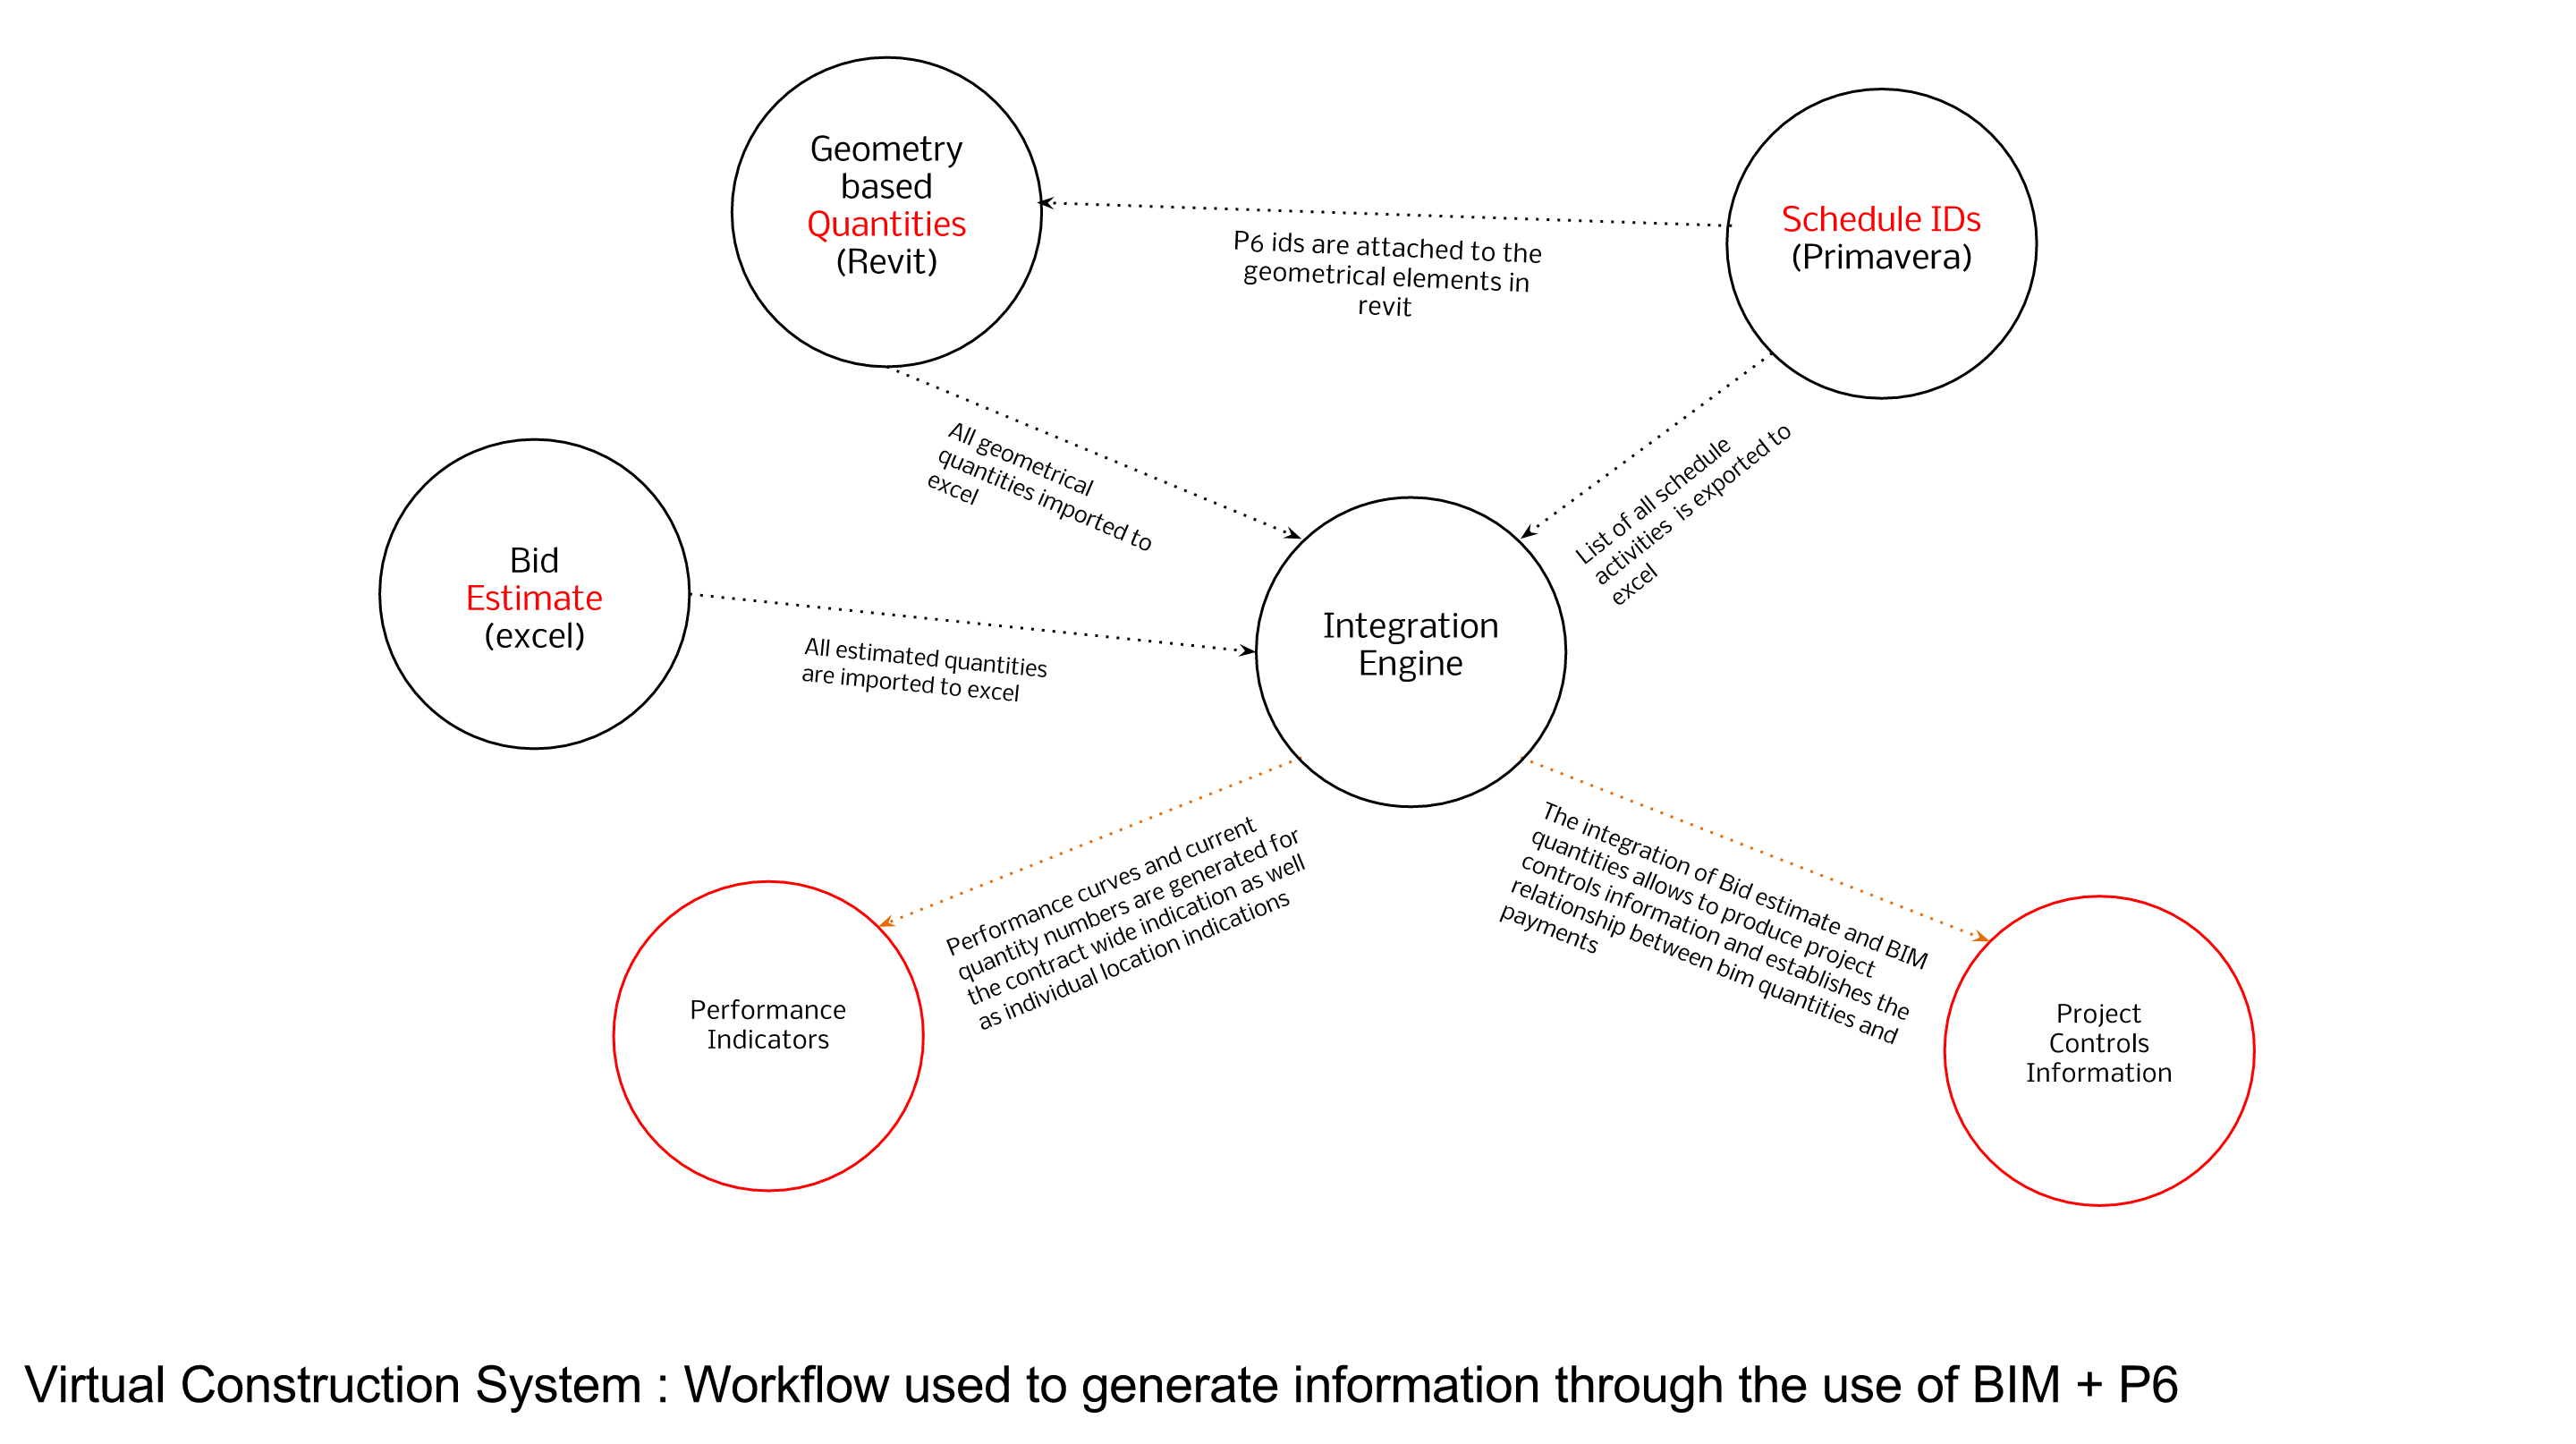 Geometry
based
Quantities
(Revit)
Schedule IDs
(Primavera)
P6 ids are attached to the
geometrical elements in
revit
All geometrical
quantities imported to
excel
List of all schedule
activities is exported to
excel
Bid
Estimate
(excel)
All estimated quantities
are imported to excel
Integration
Engine
Performance curves and current
quantity numbers are generated for
the contract wide indication as well
as individual location indications
The integration of Bid estimate and BIM
quantities allows to produce project
controls information and establishes the
relationship between bim quantities and
payments
Performance
Indicators
Project
Controls
Information
Virtual Construction System : Workflow used to generate information through the use of BIM + P6